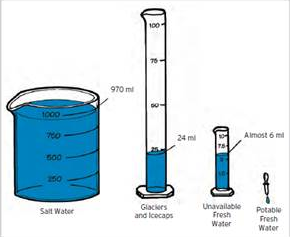 970 ml
1000
750
500
250
Salt Water
100
75
50
25
24 ml
Glaciers
and Icecaps
10
7.5
Almost 6 ml
Unavailable
Fresh
Water
Potable
Fresh
Water